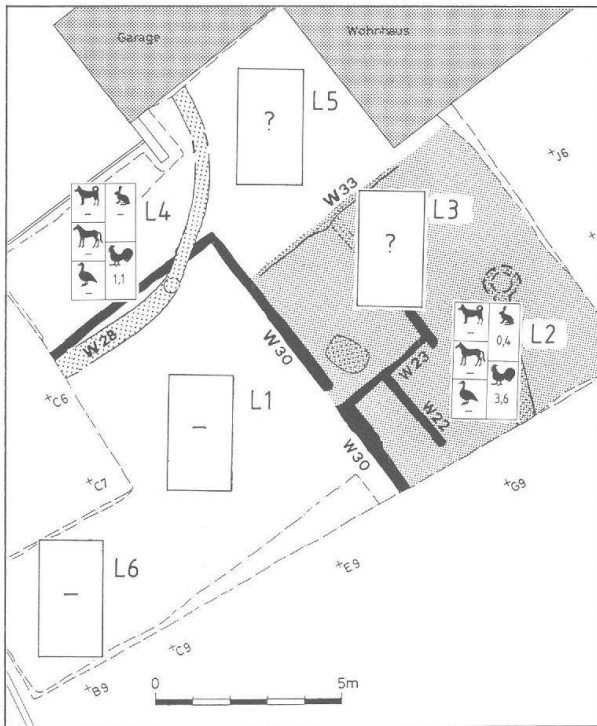 Garage
Wohnhaus
L5
?
J6
W33
L4
–
–
–
–
1,1
L3
?
W28
W30
L2
–
0,4
–
–
3,6
W23
C6
L1
–
W22
W30
C7
G9
L6
–
E9
C9
B9
0
5m